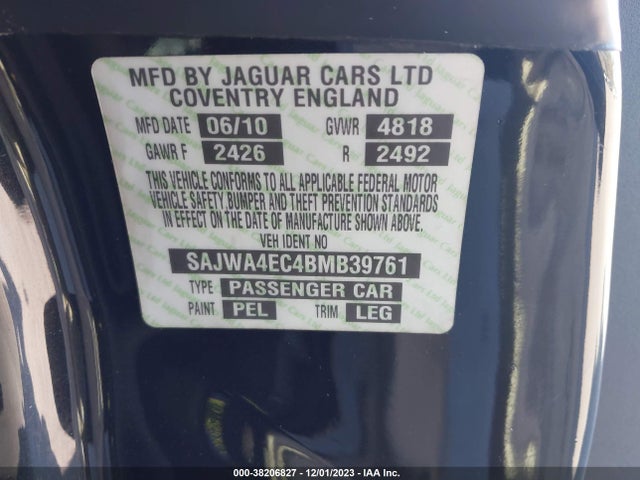 MFD BY JAGUAR CARS LTD
COVENTRY ENGLAND
MFD DATE 06/10 GVWR 4818
GAWR F 2426 R 2492
THIS VEHICLE CONFORMS TO ALL APPLICABLE FEDERAL MOTOR
VEHICLE SAFETY BUMPER AND THEFT PREVENTION STANDARDS
IN EFFECT ON THE DATE OF MANUFACTURE SHOWN ABOVE.
VEH IDENT NO
SAJWA4EC4BMB39761
TYPE PASSENGER CAR
PAINT PEL TRIM LEG
000-38206827 - 12/01/2023 - IAA Inc.